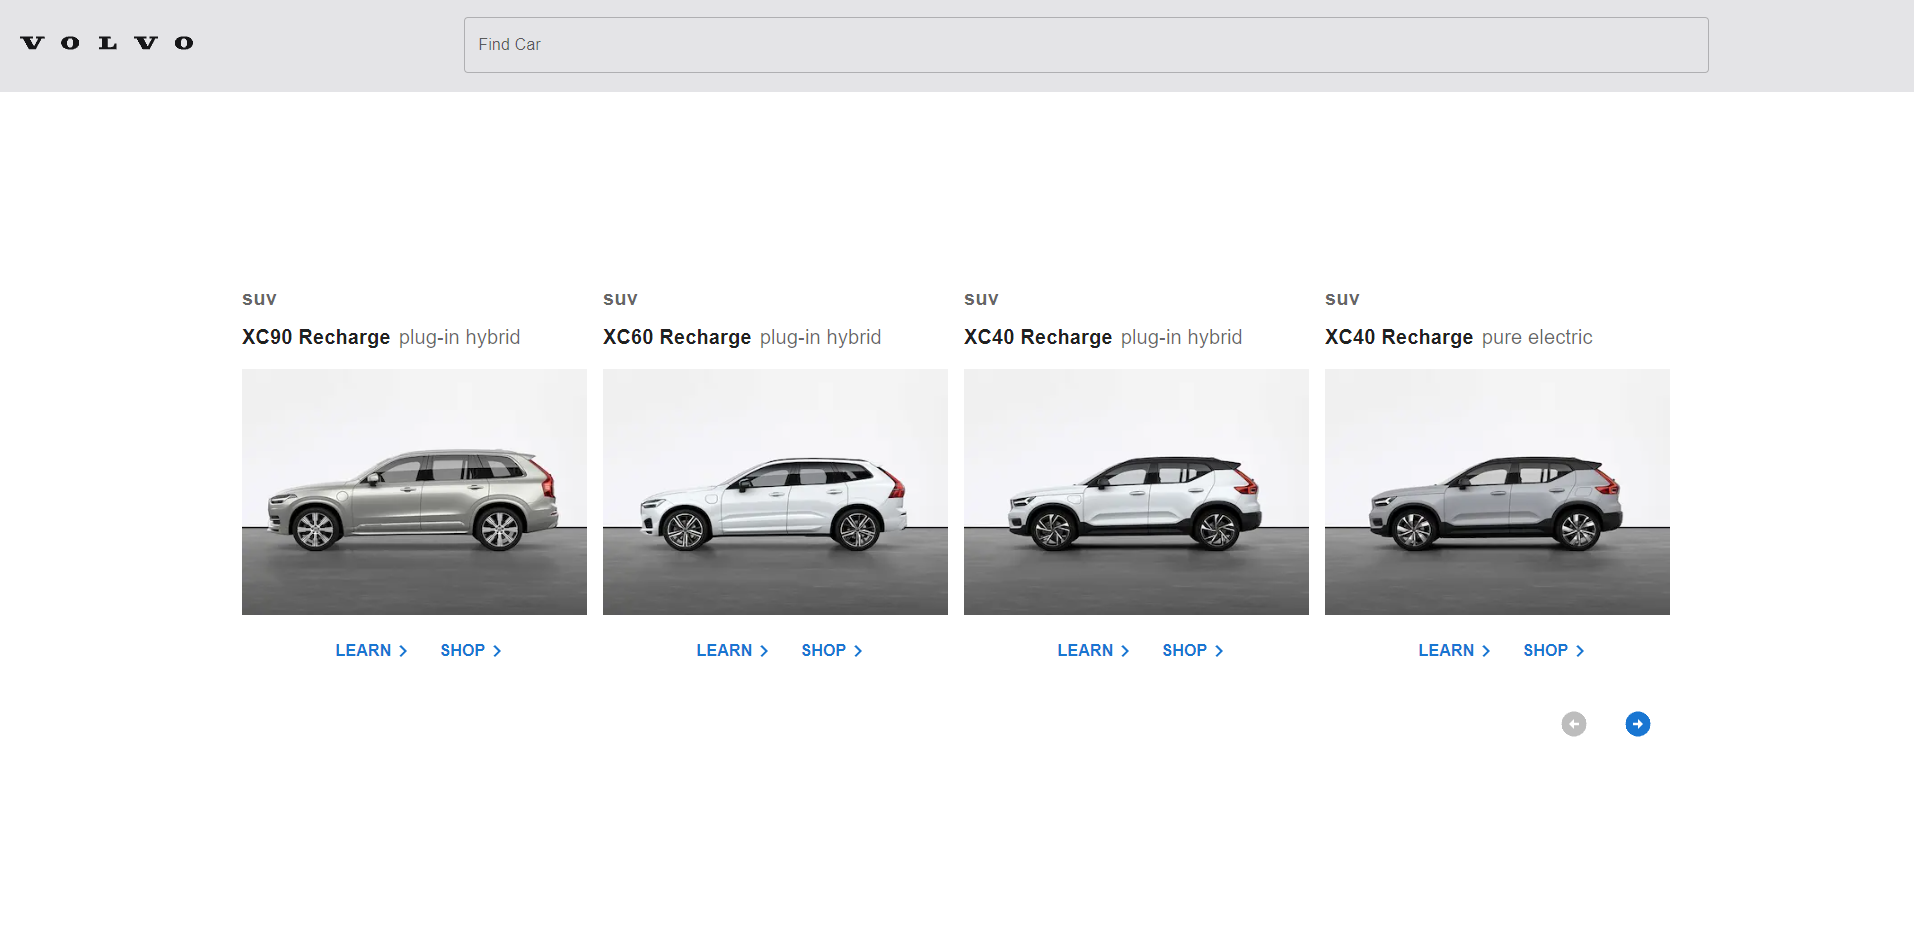 VOLVO
Find Car
suv
XC90 Recharge plug-in hybrid
LEARN
SHOP
suv
XC60 Recharge plug-in hybrid
LEARN
SHOP
suv
XC40 Recharge plug-in hybrid
LEARN
SHOP
suv
XC40 Recharge pure electric
LEARN
SHOP